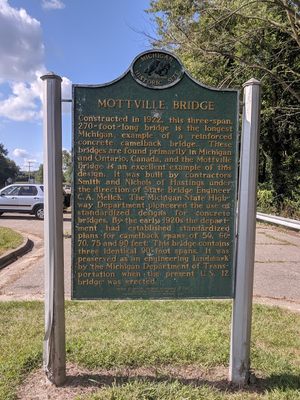 MICHIGAN
HISTORIC SITE
MOTTVILLE BRIDGE
Constructed in 1922, this three-span,
270-foot-long bridge is the longest
Michigan example of a reinforced
concrete camelback bridge. These
bridges are found primarily in Michigan
and Ontario, Canada, and the Mottville
Bridge is an excellent example of this
design. It was built by contractors
Smith and Nichols of Hastings under
the direction of State Bridge Engineer
C. A. Melick. The Michigan State High-
way Department pioneered the use of
standardized designs for concrete
bridges. By the early 1920s the depart-
ment had established standardized
plans for camelback spans of 50, 60,
70, 75 and 90 feet. This bridge contains
three identical 90-foot spans. It was
preserved as an engineering landmark
by the Michigan Department of Trans-
portation when the present U.S. 12
bridge was erected.